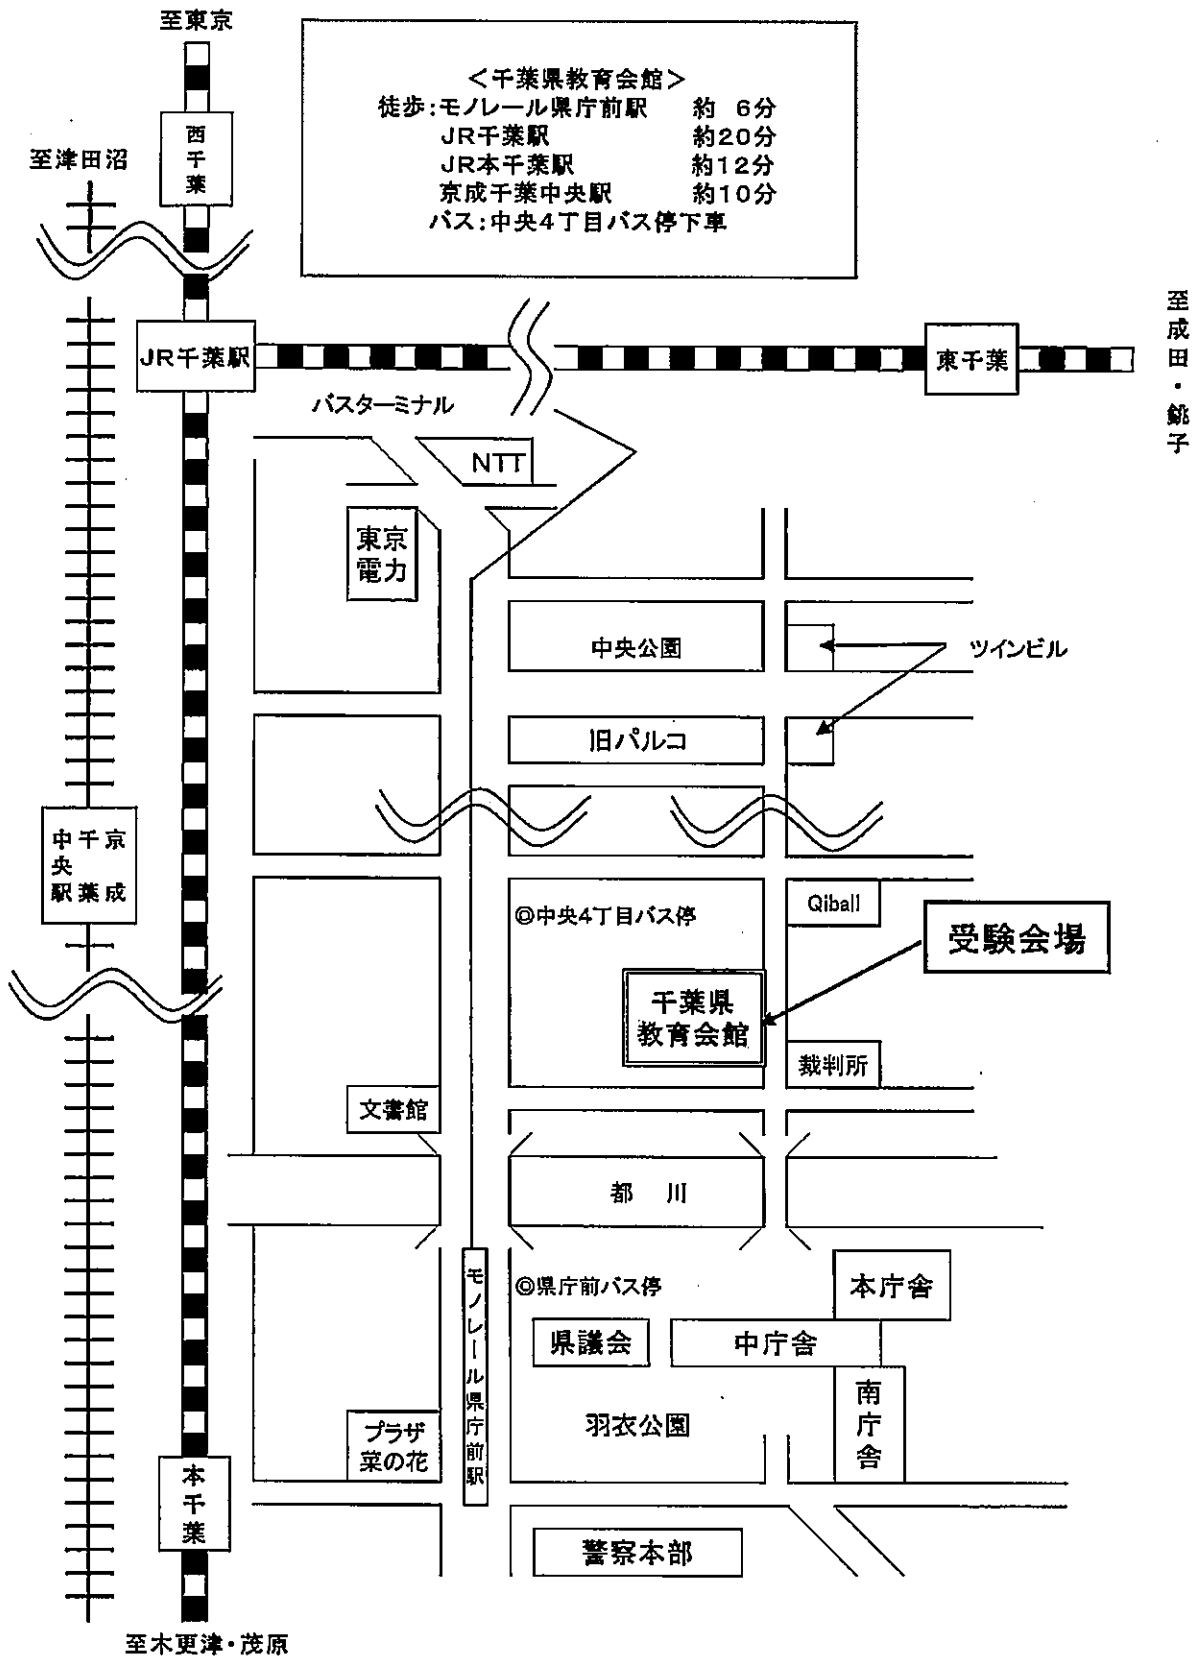 至東京
＜千葉県教育会館＞
徒歩：モノレール県庁前駅　約　6分
JR千葉駅　約20分
JR本千葉駅　約12分
京成千葉中央駅　約10分
バス：中央4丁目バス停下車
西千葉
至津田沼
至成田・銚子
JR千葉駅
東千葉
バスターミナル
NTT
東京
電力
中央公園
ツインビル
旧パルコ
京成
千葉
中央駅
Qiball
◎中央4丁目バス停
受験会場
千葉県
教育会館
裁判所
文書館
都　川
モノレール県庁前駅
◎県庁前バス停
本庁舎
県議会
中庁舎
南庁舎
羽衣公園
プラザ
菜の花
本千葉
警察本部
至木更津・茂原